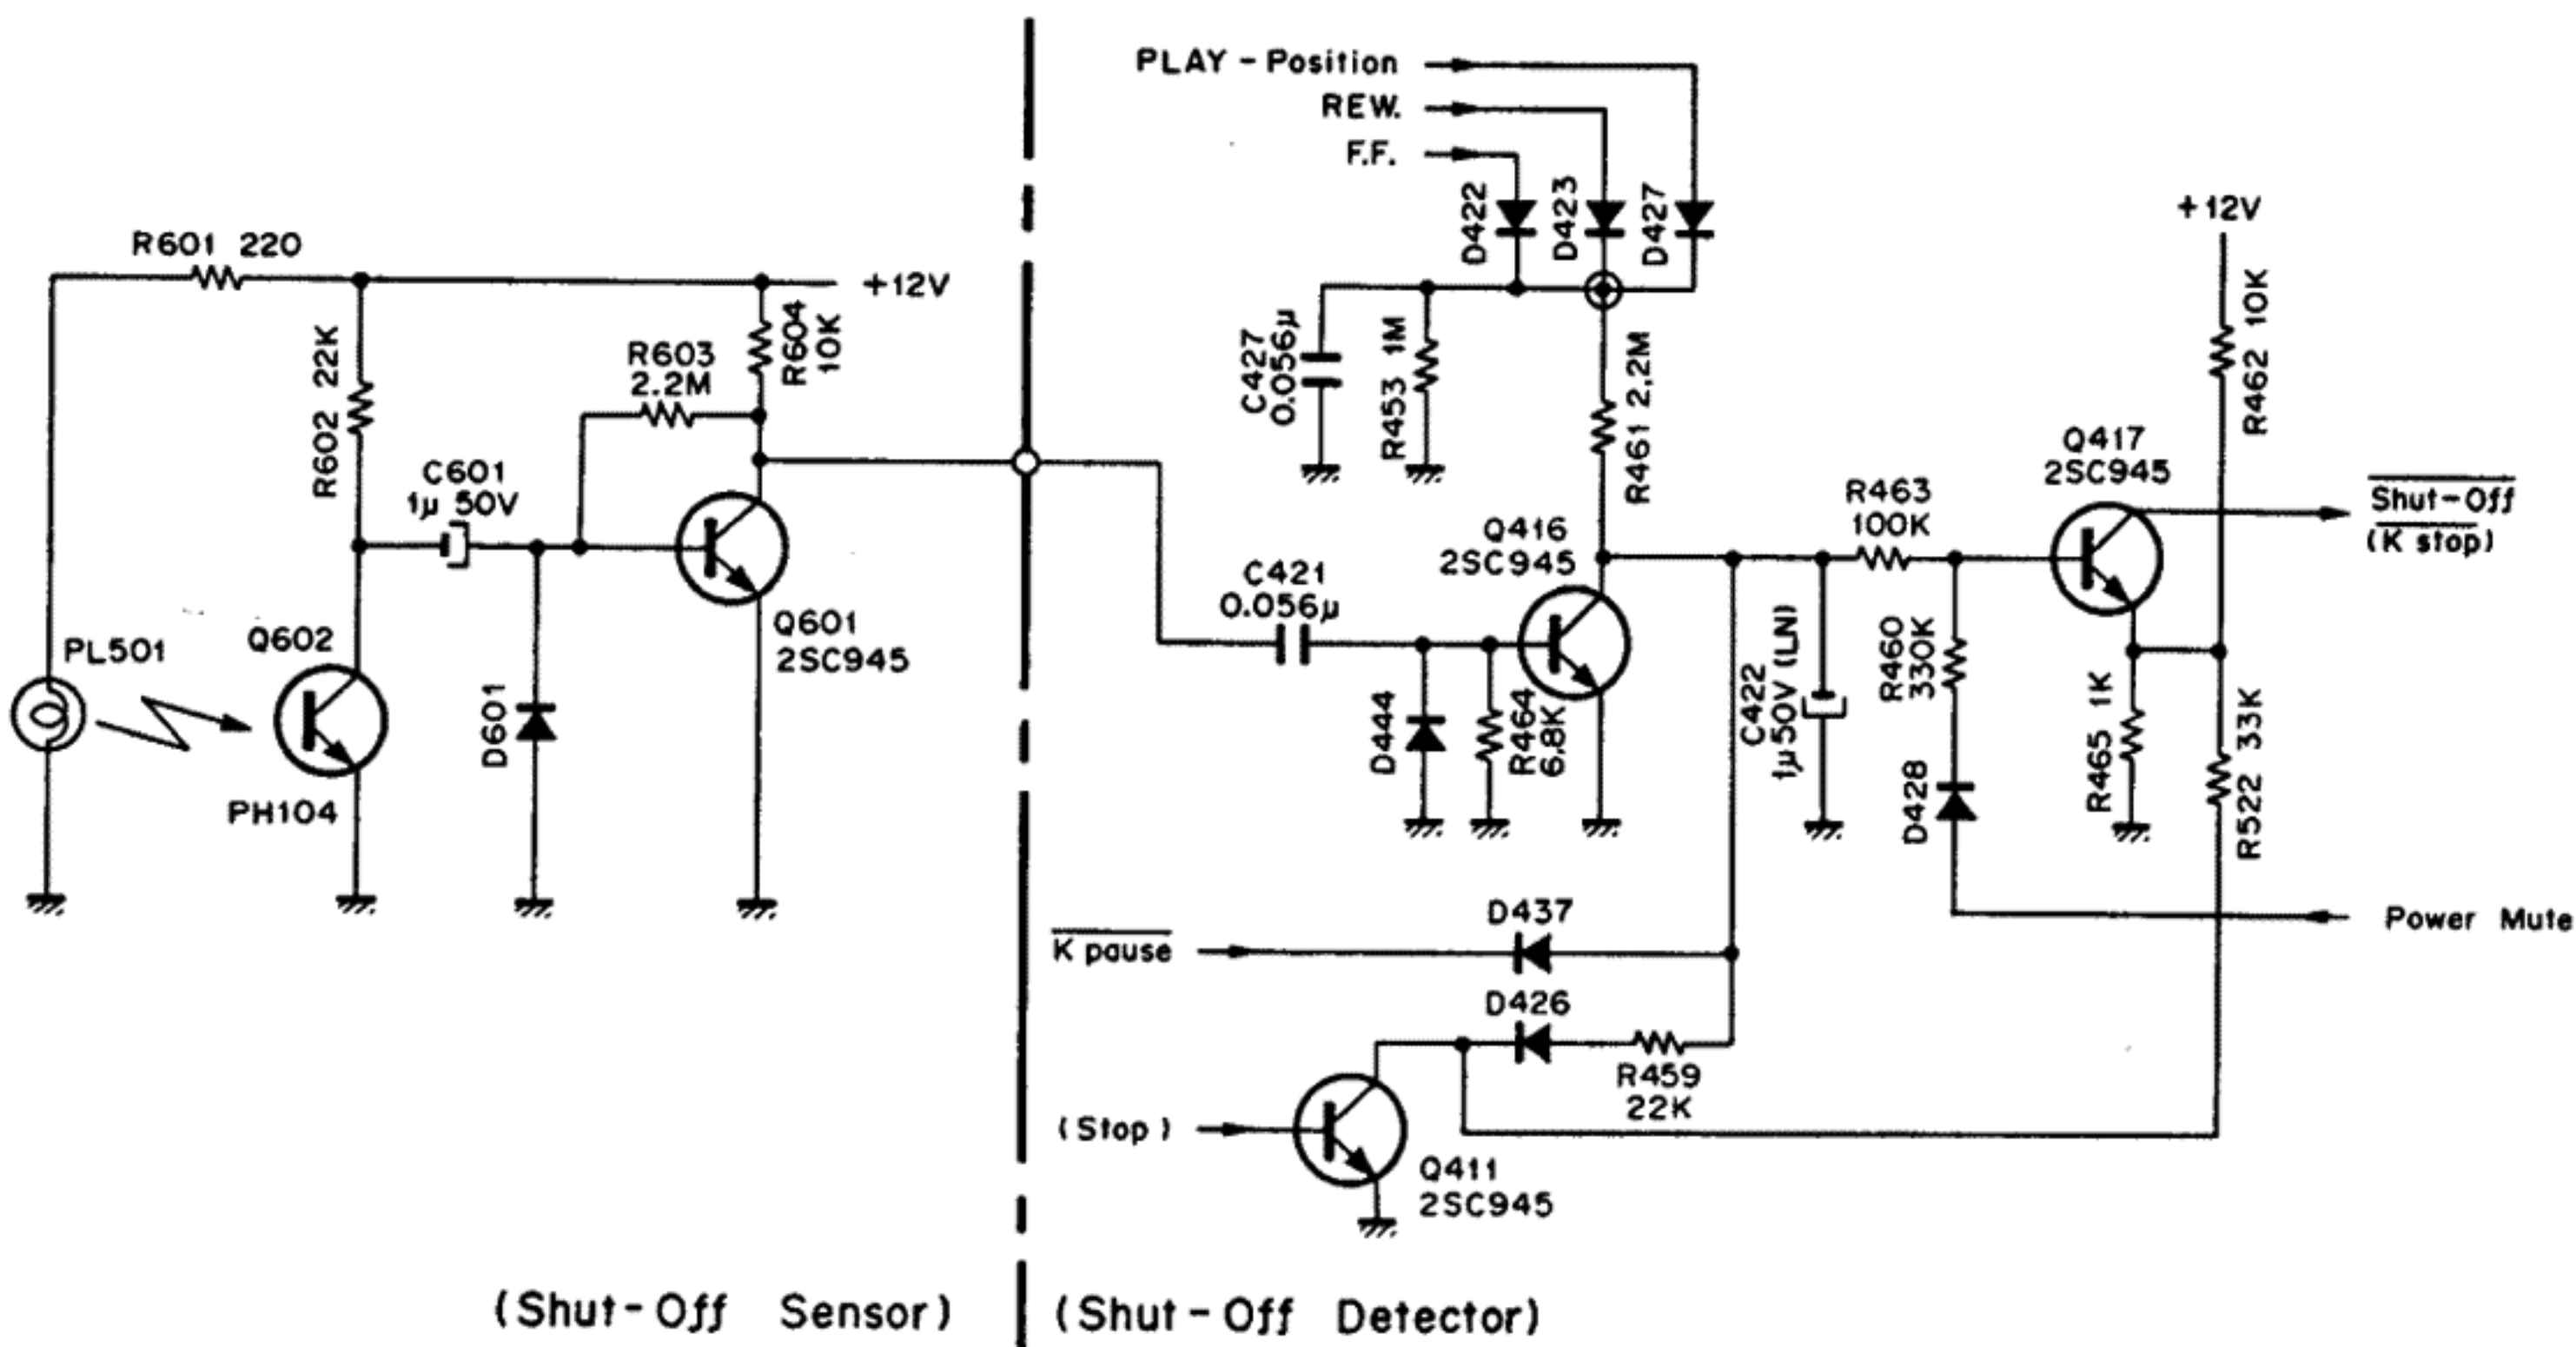 PLAY - Position
REW.
F.F.
D422
D423
D427
+12V
R601 220
+12V
R604
10K
R603
2.2M
R602 22K
C601
1μ 50V
C427
0.056μ
R453 1M
R461 2.2M
R462 10K
Q417
2SC945
Shut-Off
(K stop)
R463
100K
Q416
2SC945
C421
0.056μ
PL501
Q602
Q601
2SC945
D601
PH104
D444
R464
6.8K
C422
1μ50V (LN)
R460
330K
D428
R465 1K
R522 33K
K pause
D437
Power Mute
D426
R459
22K
(Stop)
Q411
2SC945
(Shut-Off Sensor)
(Shut-Off Detector)